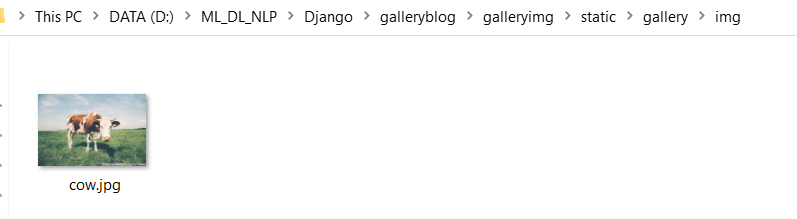 This PC > DATA (D:) > ML_DL_NLP > Django > galleryblog > galleryimg > static > gallery > img
cow.jpg